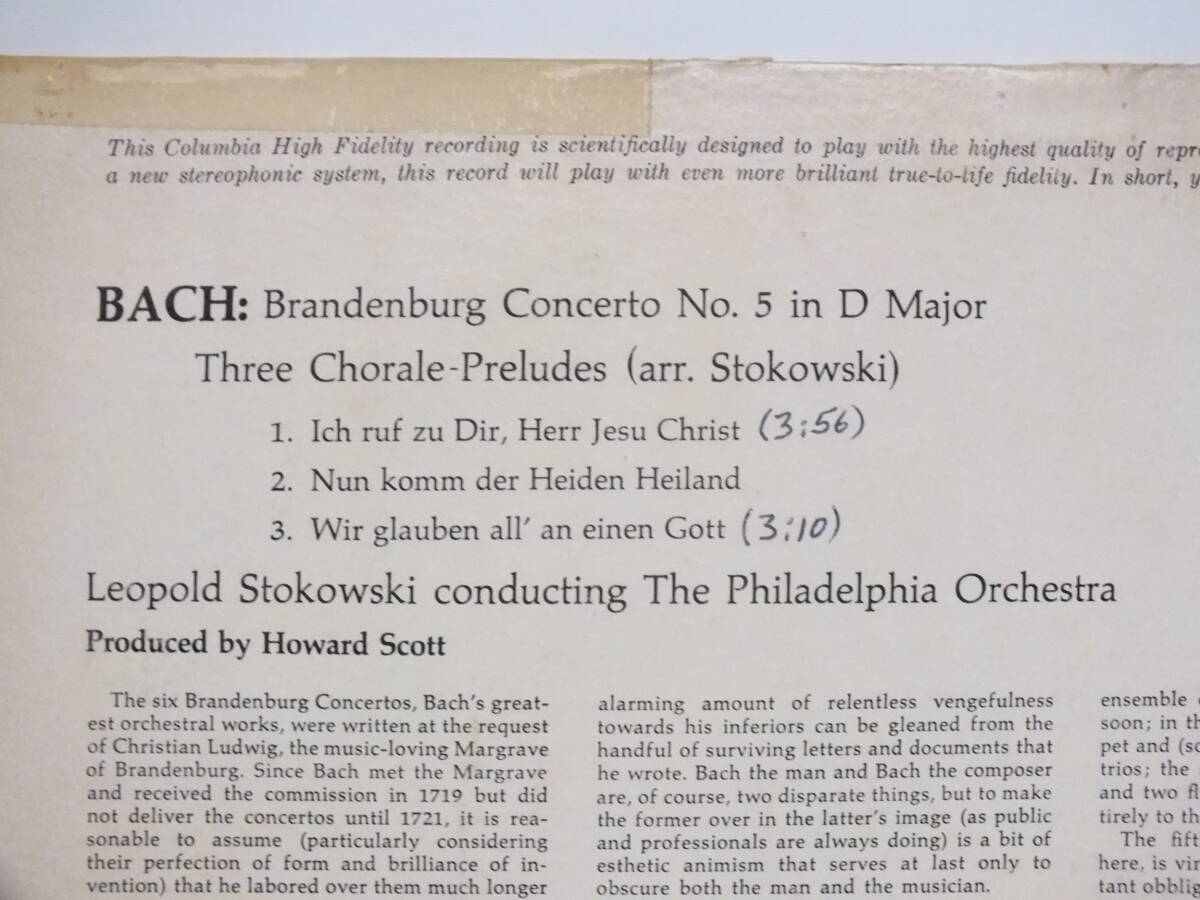 This Columbia High Fidelity recording is scientifically designed to play with the highest quality of
a new stereophonic system, this record will play with even more brilliant true-to-life fidelity. In short,
BACH: Brandenburg Concerto No. 5 in D Major
Three Chorale-Preludes (arr. Stokowski)
1. Ich ruf zu Dir, Herr Jesu Christ (3:56)
2. Nun komm der Heiden Heiland
3. Wir glauben all' an einen Gott (3:10)
Leopold Stokowski conducting The Philadelphia Orchestra
Produced by Howard Scott
The six Brandenburg Concertos, Bach's great-
est orchestral works, were written at the request
of Christian Ludwig, the music-loving Margrave
of Brandenburg. Since Bach met the Margrave
and received the commission in 1719 but did
not deliver the concertos until 1721, it is rea-
sonable to assume (particularly considering
their perfection of form and brilliance of in-
vention) that he labored over them much longer
alarming amount of relentless vengefulness
towards his inferiors can be gleaned from the
handful of surviving letters and documents that
he wrote. Bach the man and Bach the composer
are, of course, two disparate things, but to make
the former over in the latter's image (as public
and professionals are always doing) is a bit of
esthetic animism that serves at last only to
obscure both the man and the musician.
ensemble
soon; in
pet and
trios; the
and two
tirely to
The
here, is
tant